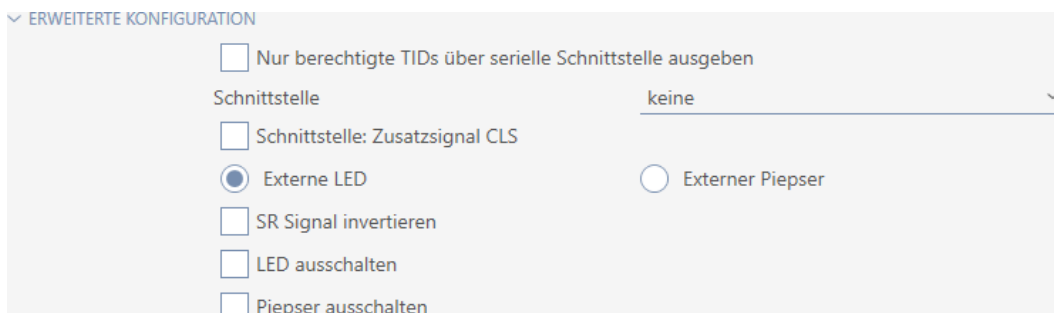 ERWEITERTE KONFIGURATION
Nur berechtigte TIDs über serielle Schnittstelle ausgeben
Schnittstelle keine
Schnittstelle: Zusatzsignal CLS
Externe LED Externer Piepser
SR Signal invertieren
LED ausschalten
Piepser ausschalten